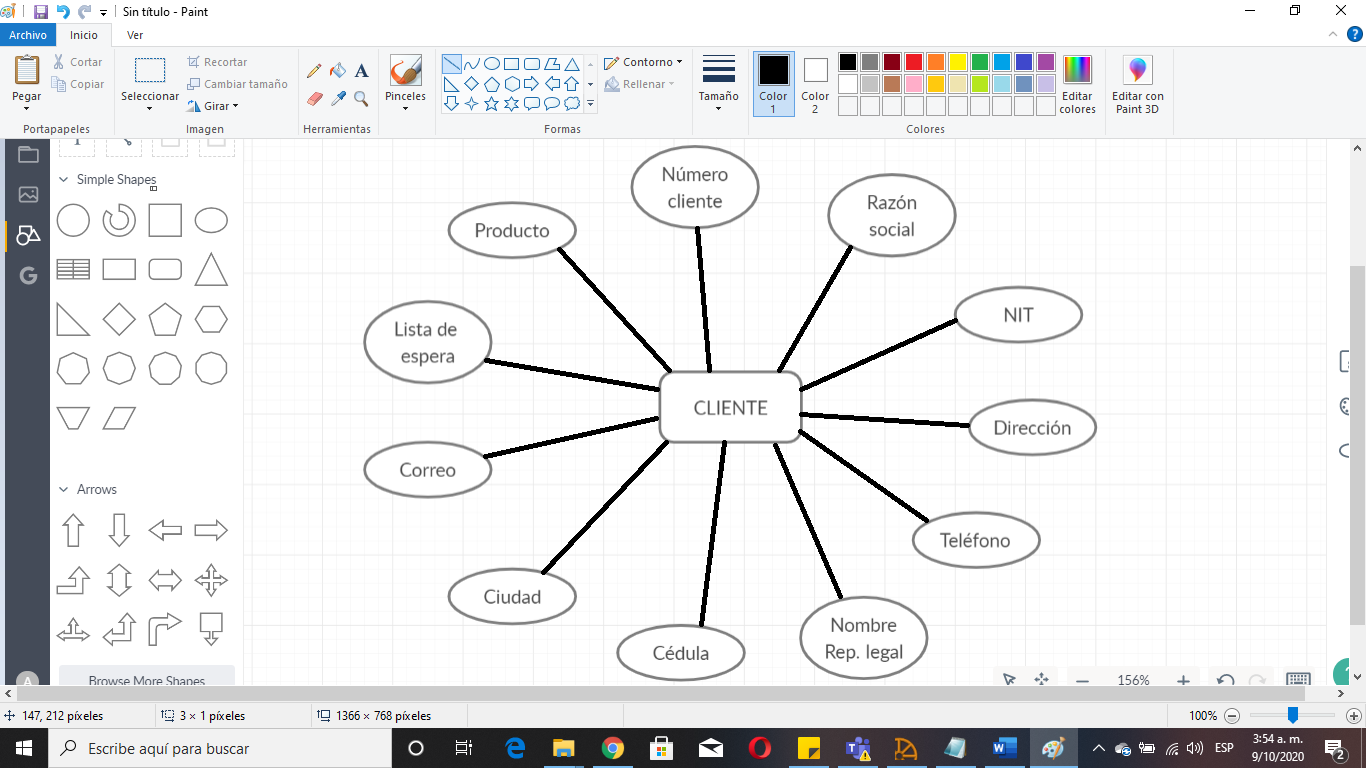 Sin título - Paint
Archivo
Inicio
Ver
Pegar
Cortar
Copiar
Portapapeles
Seleccionar
Recortar
Cambiar tamaño
Girar
Imagen
Herramientas
Pinceles
Contorno
Rellenar
Formas
Tamaño
Color
1
Color
2
Editar
colores
Colores
Editar con
Paint 3D
Simple Shapes
Arrows
Browse More Shapes
Número
cliente
Razón
social
Producto
NIT
Lista de
espera
CLIENTE
Dirección
Correo
Teléfono
Ciudad
Nombre
Rep. legal
Cédula
156%
147, 212 píxeles
3 × 1 píxeles
1366 × 768 píxeles
100%
Escribe aquí para buscar
ESP
3:54 a. m.
9/10/2020
2